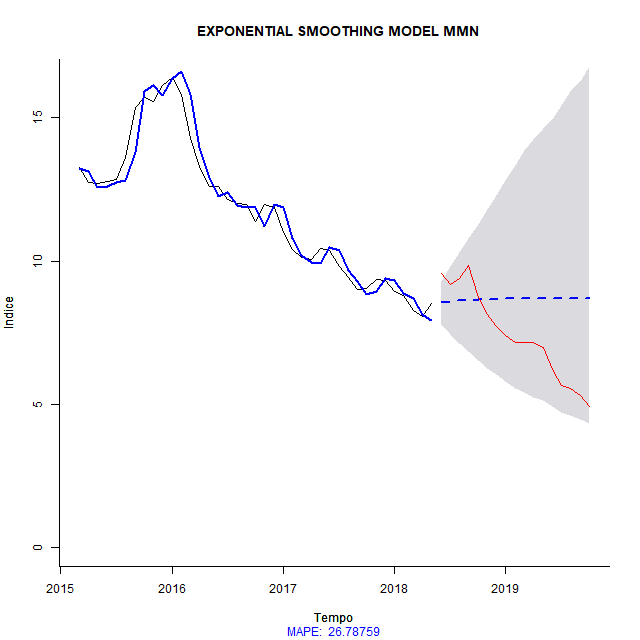 EXPONENTIAL SMOOTHING MODEL MMN
Indice
15
10
5
0
2015 2016 2017 2018 2019
Tempo
MAPE: 26.78759